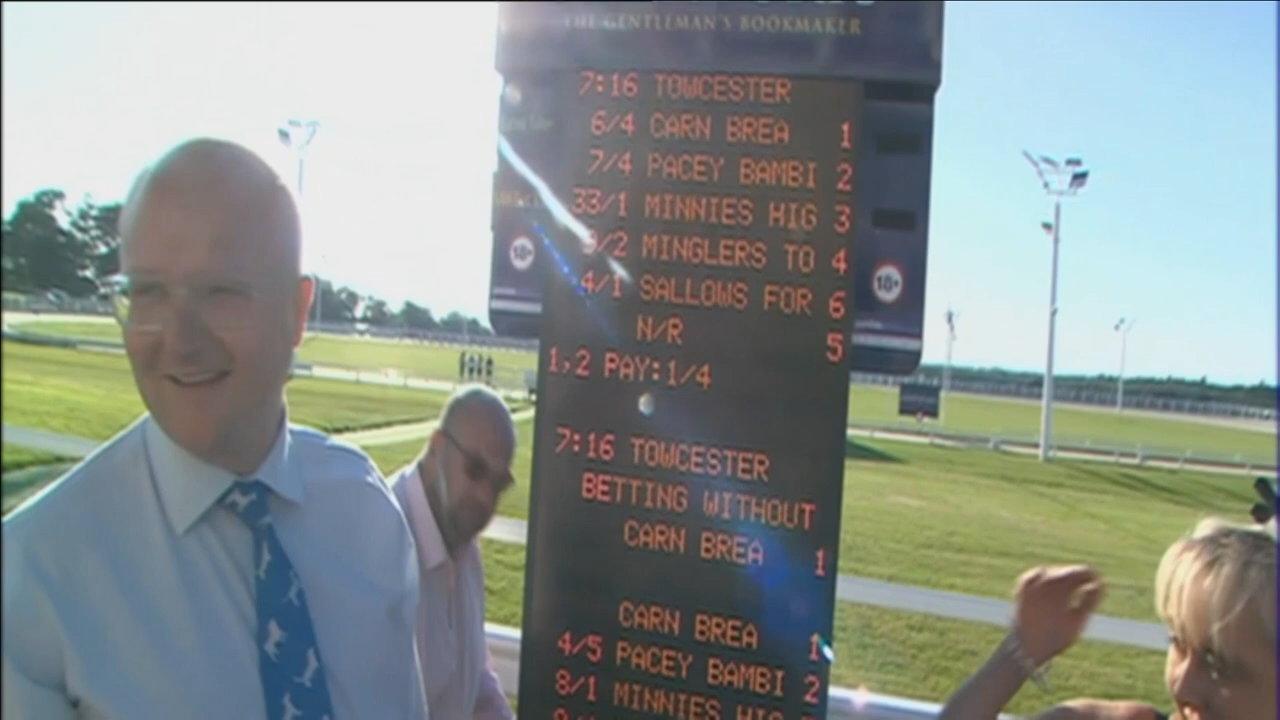 THE GENTLEMAN'S BOOKMAKER
7:16 TOWCESTER
6/4 CARN BREA 1
7/4 PACEY BAMBI 2
33/1 MINNIES HIG 3
9/2 MINGLERS TO 4
4/1 SALLOWS FOR 6
N/R 5
1,2 PAY:1/4
18+
18+
7:16 TOWCESTER
BETTING WITHOUT
CARN BREA 1
CARN BREA 1
4/5 PACEY BAMBI 2
8/1 MINNIES HIG